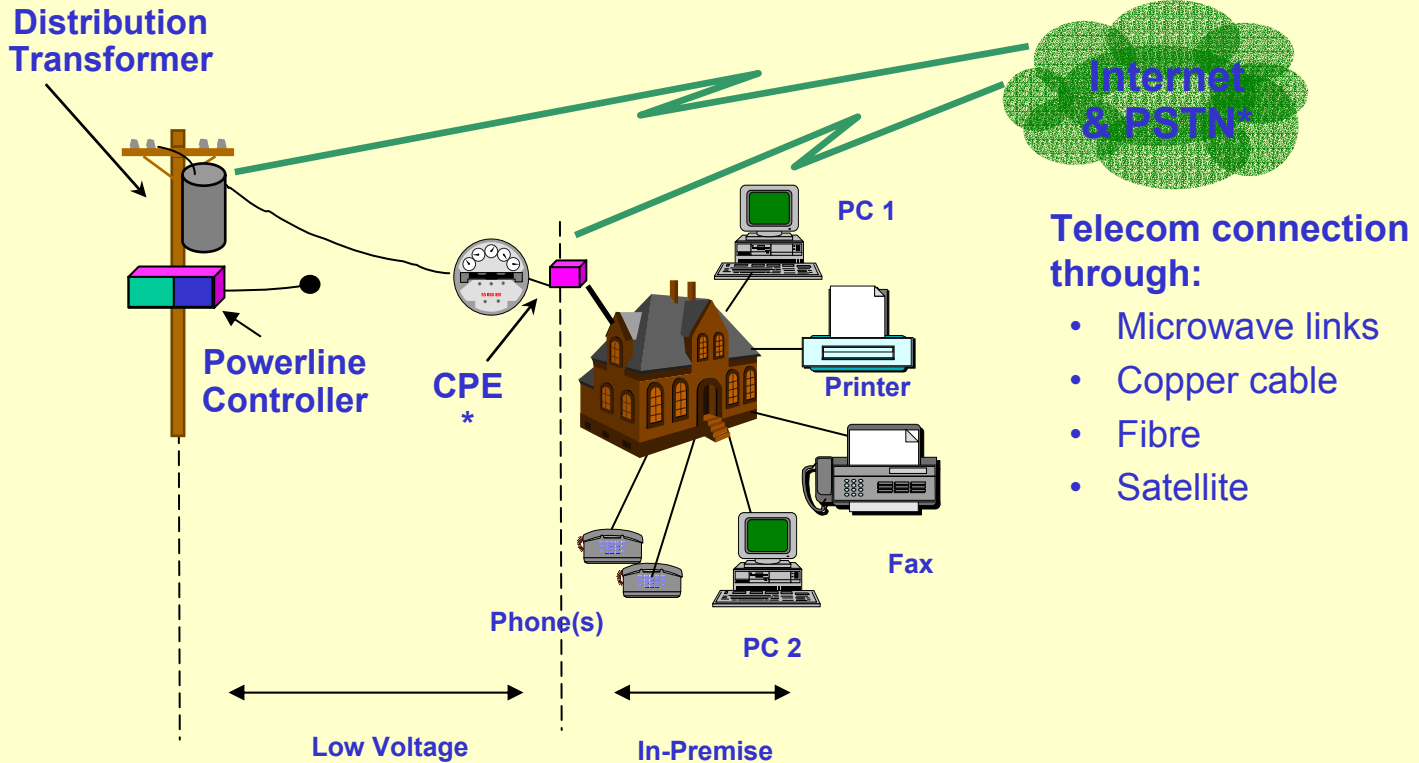 Distribution
Transformer
Internet
& PSTN*
PC 1
Telecom connection
through:
• Microwave links
• Copper cable
• Fibre
• Satellite
Powerline
Controller
CPE
*
Printer
Fax
Phone(s)
PC 2
Low Voltage
In-Premise